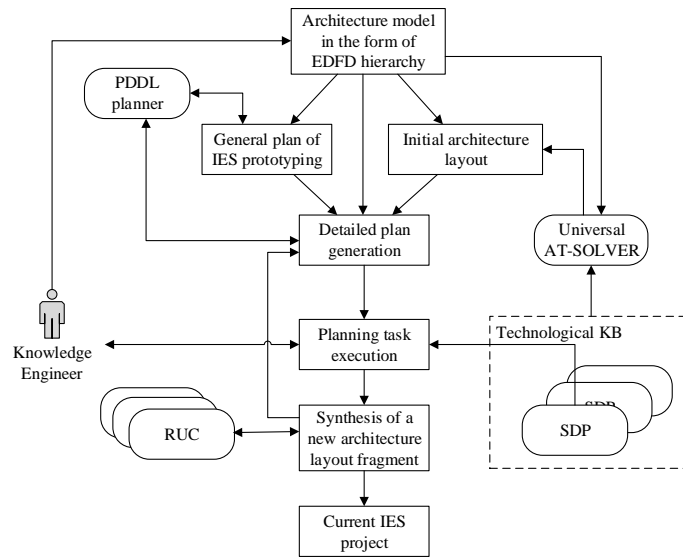 Architecture model
in the form of
EDFD hierarchy
PDDL
planner
General plan of
IES prototyping
Initial architecture
layout
Detailed plan
generation
Universal
AT-SOLVER
Knowledge
Engineer
Planning task
execution
Technological KB
SDP
SDP
RUC
Synthesis of a
new architecture
layout fragment
Current IES
project